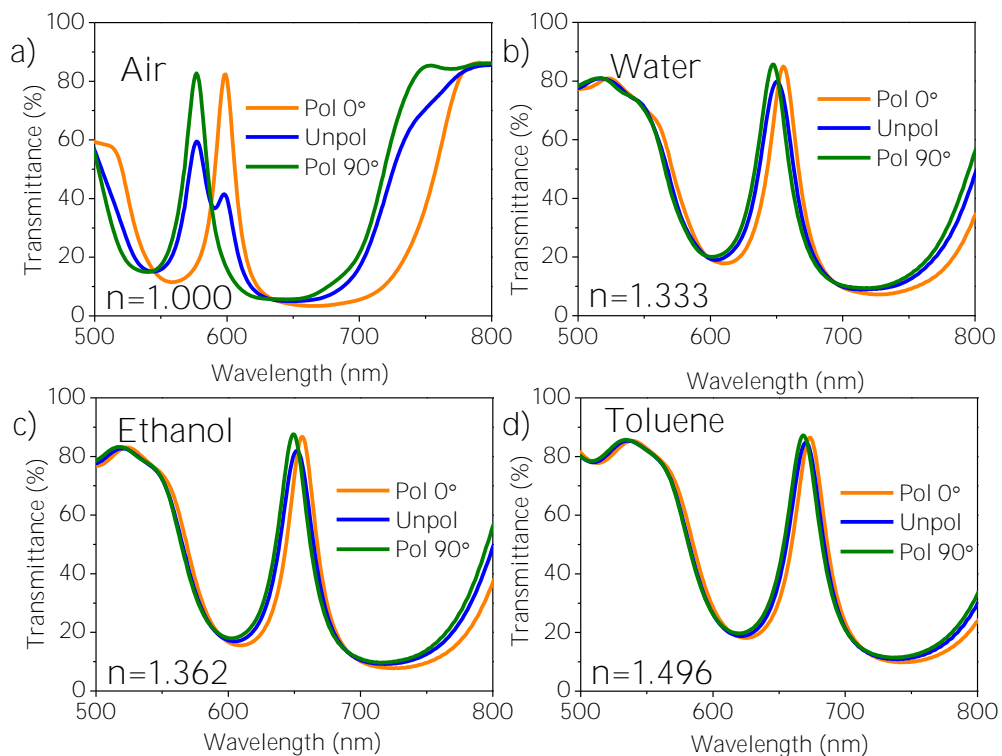 a)
Air
Transmittance (%)
100
80
60
40
20
0
Pol 0°
Unpol
Pol 90°
n=1.000
500 600 700 800
Wavelength (nm)
b)
Water
Transmittance (%)
100
80
60
40
20
0
Pol 0°
Unpol
Pol 90°
n=1.333
500 600 700 800
Wavelength (nm)
c)
Ethanol
Transmittance (%)
100
80
60
40
20
0
Pol 0°
Unpol
Pol 90°
n=1.362
500 600 700 800
Wavelength (nm)
d)
Toluene
Transmittance (%)
100
80
60
40
20
0
Pol 0°
Unpol
Pol 90°
n=1.496
500 600 700 800
Wavelength (nm)